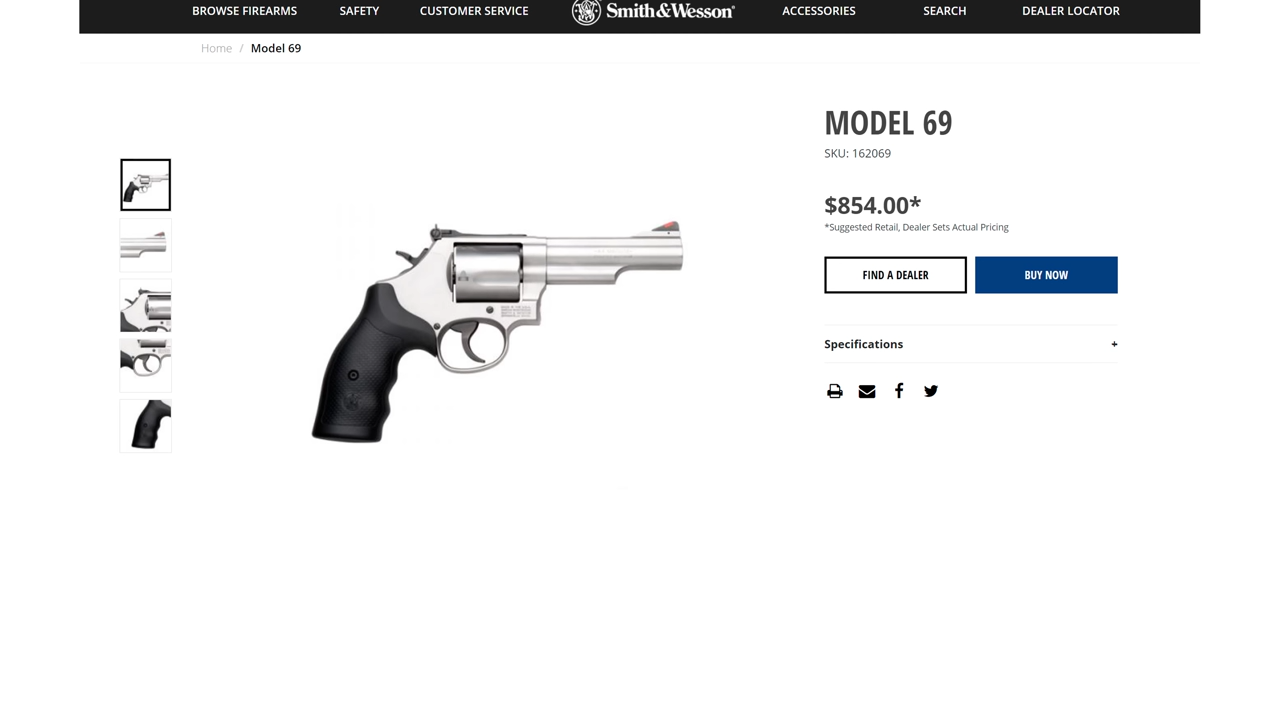 BROWSE FIREARMS SAFETY CUSTOMER SERVICE Smith&Wesson® ACCESSORIES SEARCH DEALER LOCATOR
Home / Model 69
MODEL 69
SKU: 162069
$854.00*
*Suggested Retail, Dealer Sets Actual Pricing
FIND A DEALER BUY NOW
Specifications +